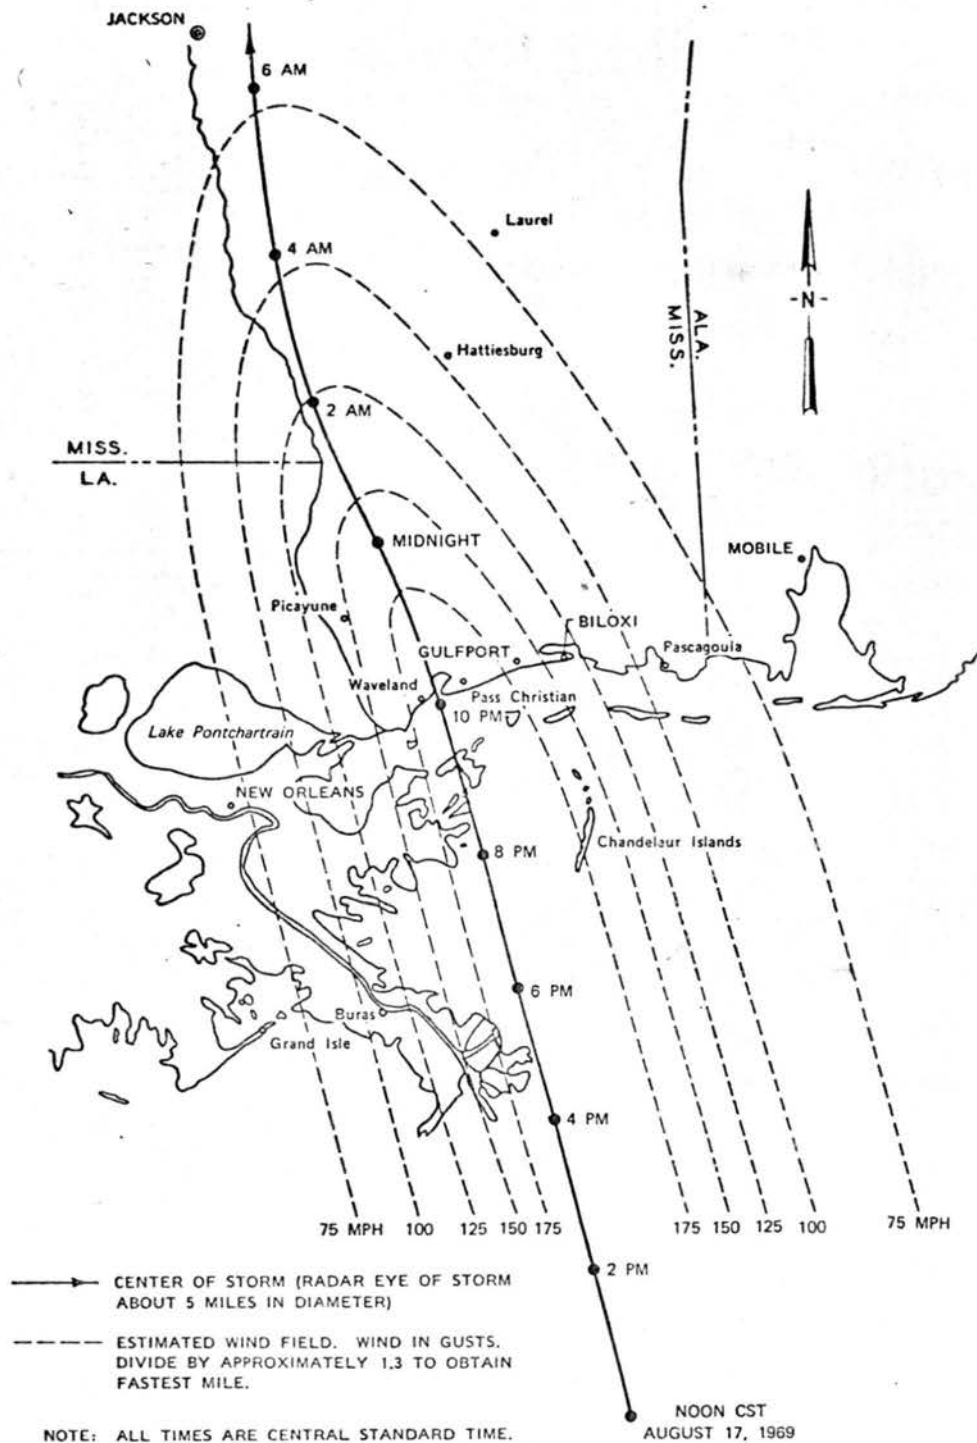 JACKSON
6 AM
Laurel
4 AM
-N-
MISS.
ALA.
Hattiesburg
2 AM
MISS.
LA.
MIDNIGHT
MOBILE
Picayune
BILOXI
GULFPORT
Pascagoula
Waveland
Pass Christian
10 PM
Lake Pontchartrain
NEW ORLEANS
8 PM
Chandelaur Islands
6 PM
Buras
Grand Isle
4 PM
75 MPH 100 125 150 175 175 150 125 100 75 MPH
2 PM
CENTER OF STORM (RADAR EYE OF STORM
ABOUT 5 MILES IN DIAMETER)
ESTIMATED WIND FIELD. WIND IN GUSTS.
DIVIDE BY APPROXIMATELY 1.3 TO OBTAIN
FASTEST MILE.
NOON CST
AUGUST 17, 1969
NOTE: ALL TIMES ARE CENTRAL STANDARD TIME.